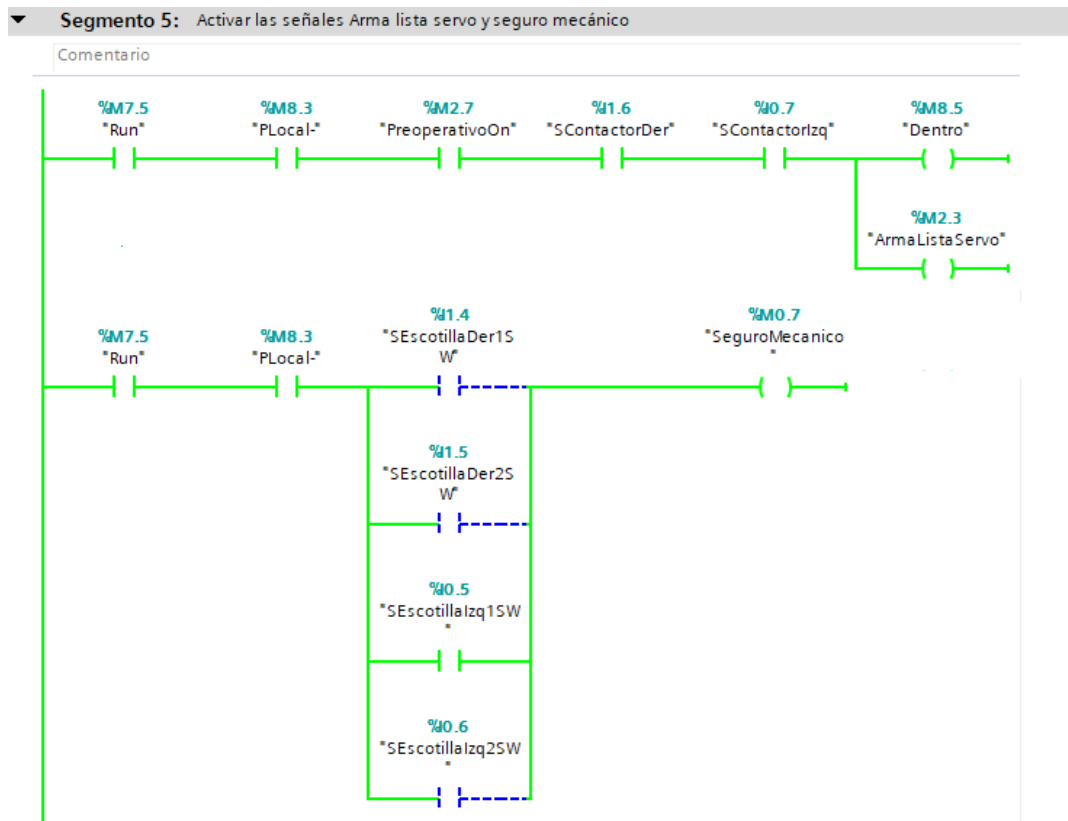 Segmento 5: Activar las señales Arma lista servo y seguro mecánico
Comentario
%M7.5 %M8.3 %M2.7 %I1.6 %I0.7 %M8.5
"Run" "PLocal-" "PreoperativoOn" "SContactorDer" "SContactorIzq" "Dentro"
%M2.3
"ArmaListaServo"
%I1.4 %M0.7
%M7.5 %M8.3 "SEscotillaDer1S "SeguroMecanico
"Run" "PLocal-" W" "
%I1.5
"SEscotillaDer2S
W"
%I0.5
"SEscotillaIzq1SW
"
%I0.6
"SEscotillaIzq2SW
"